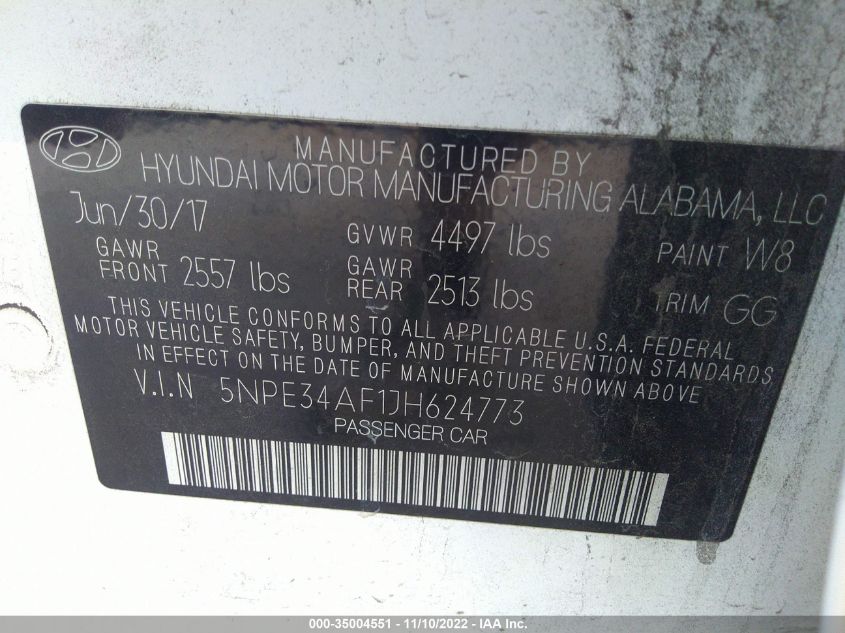 MANUFACTURED BY
HYUNDAI MOTOR MANUFACTURING ALABAMA, LLC
Jun/30/17 GVWR 4497 lbs PAINT W8
GAWR FRONT 2557 lbs GAWR REAR 2513 lbs TRIM GG
THIS VEHICLE CONFORMS TO ALL APPLICABLE U.S.A. FEDERAL
MOTOR VEHICLE SAFETY, BUMPER, AND THEFT PREVENTION STANDARDS
IN EFFECT ON THE DATE OF MANUFACTURE SHOWN ABOVE
V.I.N 5NPE34AF1JH624773
PASSENGER CAR
000-35004551 - 11/10/2022 - IAA Inc.